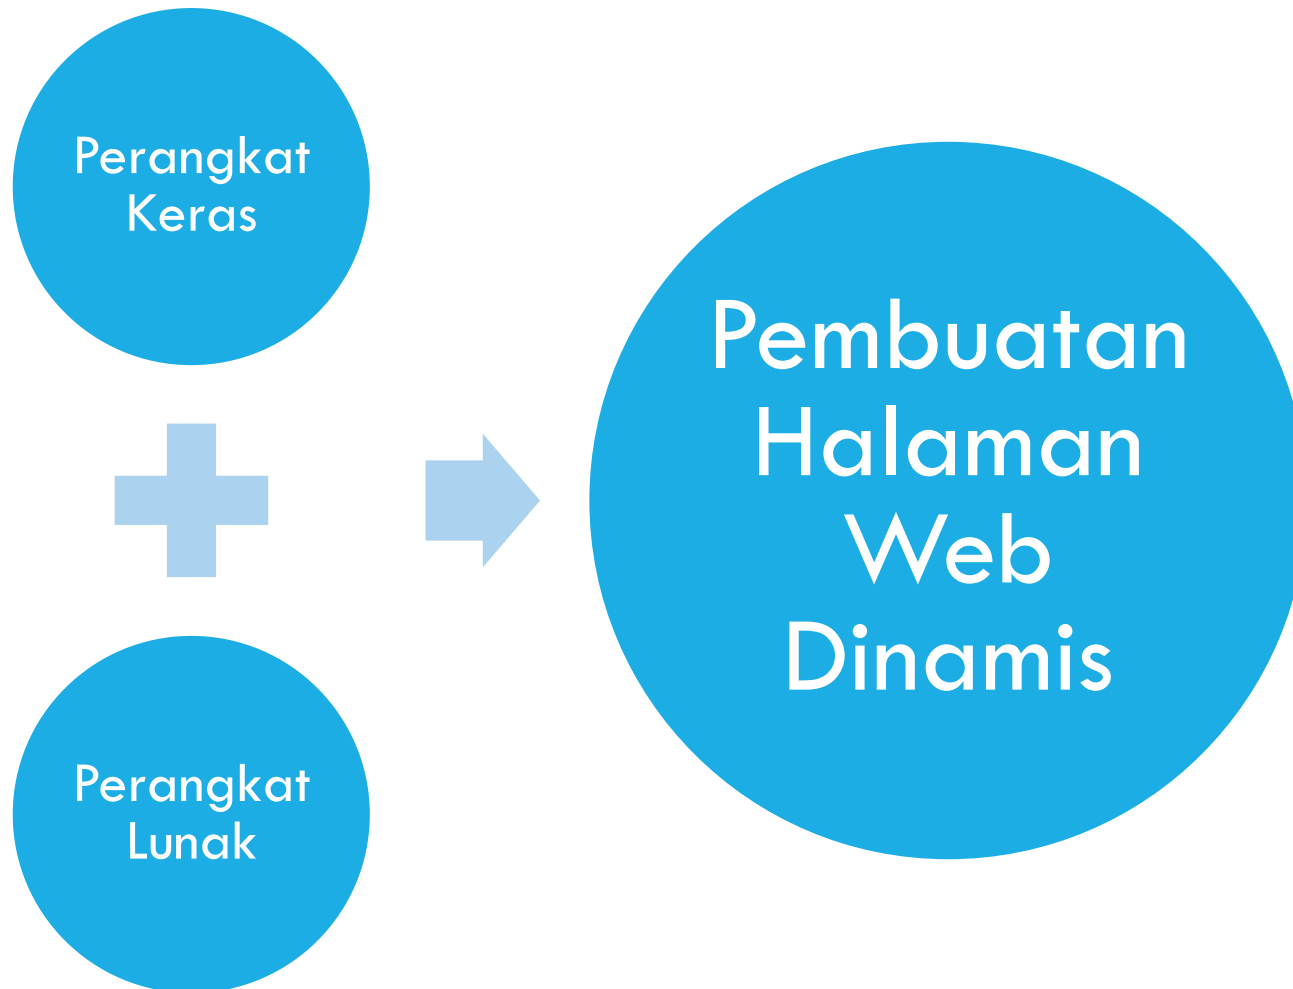 Perangkat
Keras
Perangkat
Lunak
Pembuatan
Halaman
Web
Dinamis